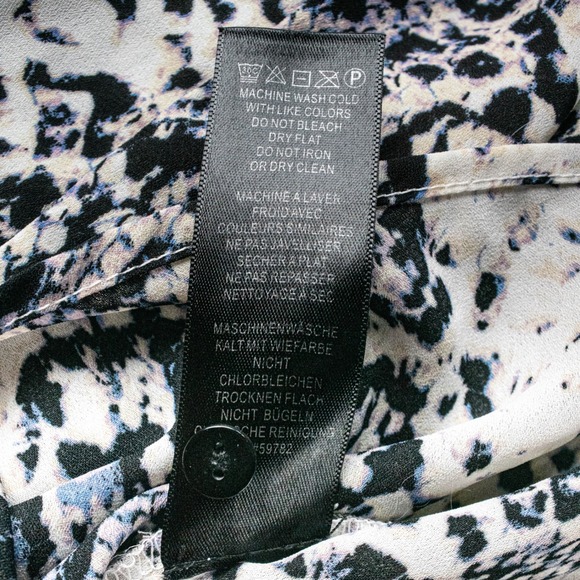 P
MACHINE WASH COLD
WITH LIKE COLORS
DO NOT BLEACH
DRY FLAT
DO NOT IRON
OR DRY CLEAN
MACHINE A LAVER
FROID AVEC
COULEURS SIMILAIRES
NE PAS JAVELLISER
SECHER A PLAT
NE PAS REPASSER
NETTOYAGE A SEC
MASCHINENWÄSCHE
KALT MIT WIEFARBE
NICHT
CHLORBLEICHEN
TROCKNEN FLACH
NICHT BÜGELN
REINIGUNG
59782